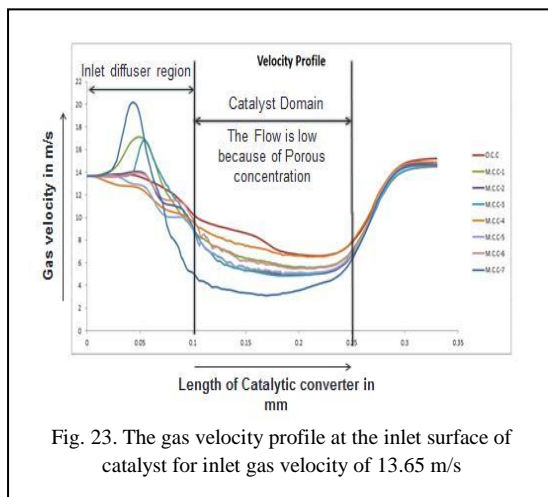 Velocity Profile
Inlet diffuser region
Catalyst Domain
The Flow is low
because of Porous
concentration
Gas velocity in m/s
22
20
18
16
14
12
10
8
6
4
2
0
0
0.05
0.1
0.15
0.2
0.25
0.3
0.35
O.C.C
M.C.C-1
M.C.C-2
M.C.C-3
M.C.C-4
M.C.C-5
M.C.C-6
M.C.C-7
Length of Catalytic converter in
mm
Fig. 23. The gas velocity profile at the inlet surface of
catalyst for inlet gas velocity of 13.65 m/s